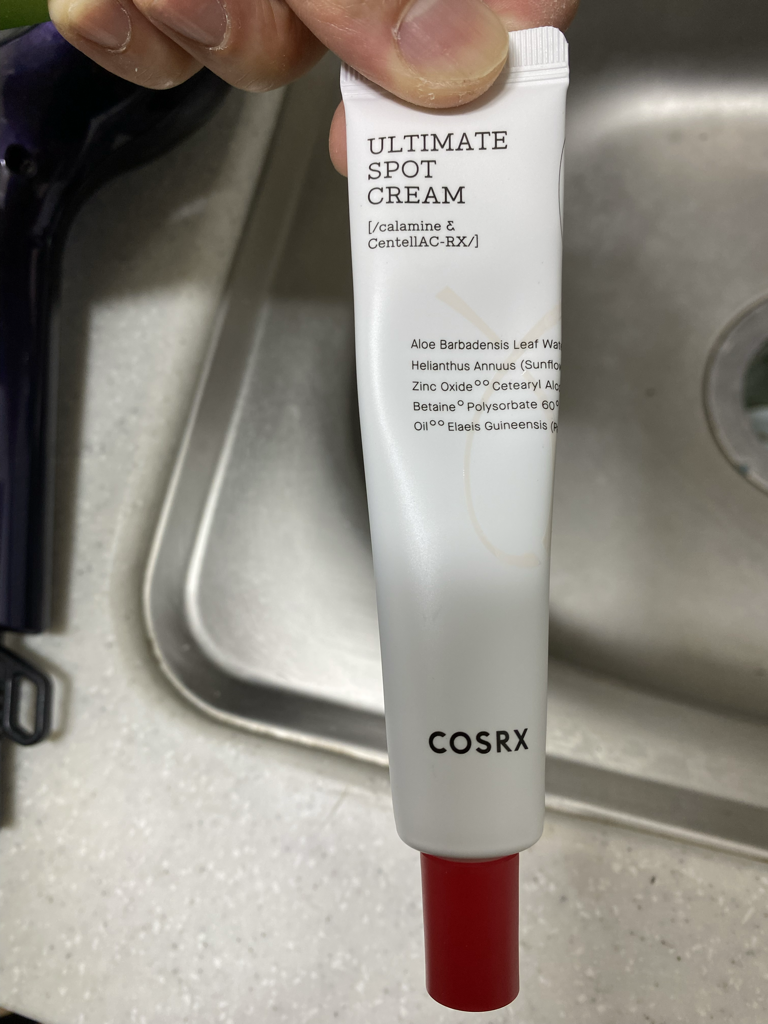 ULTIMATE
SPOT
CREAM
[/calamine &
CentellAC-RX/]
Aloe Barbadensis Leaf
Helianthus Annuus
Zinc Oxide°° Cetearyl
Betaine° Polysorbate 60°
Oil°° Elaeis Guineensis
COSRX